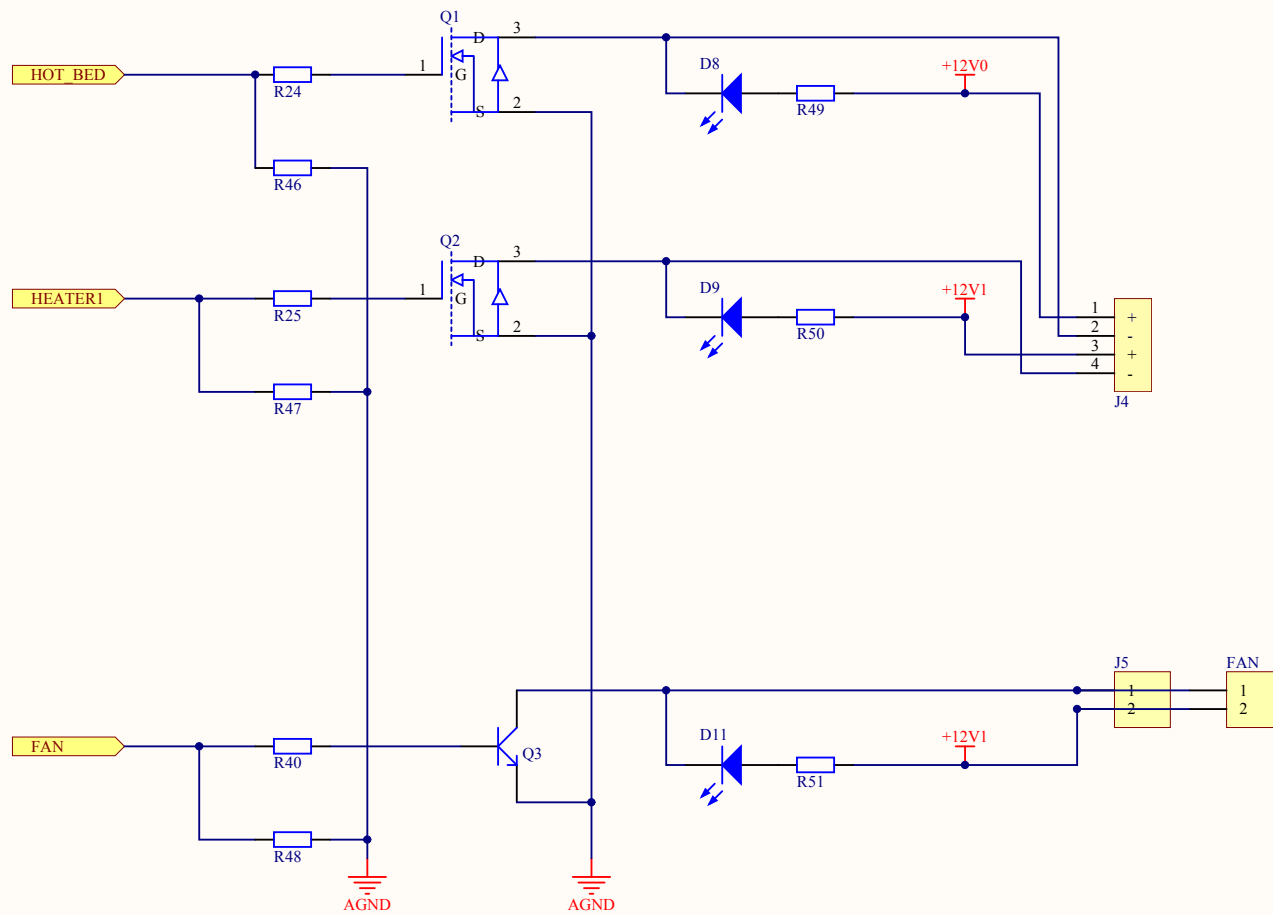 Q1
D 3
HOT_BED
1 G
R24
S 2
D8
+12V0
R49
R46
Q2
D 3
HEATER1
1 G
R25
S 2
D9
+12V1
R50
1 +
2 -
3 +
4 -
J4
R47
J5
FAN
1 1
2 2
FAN
R40
Q3
D11
+12V1
R51
R48
AGND
AGND